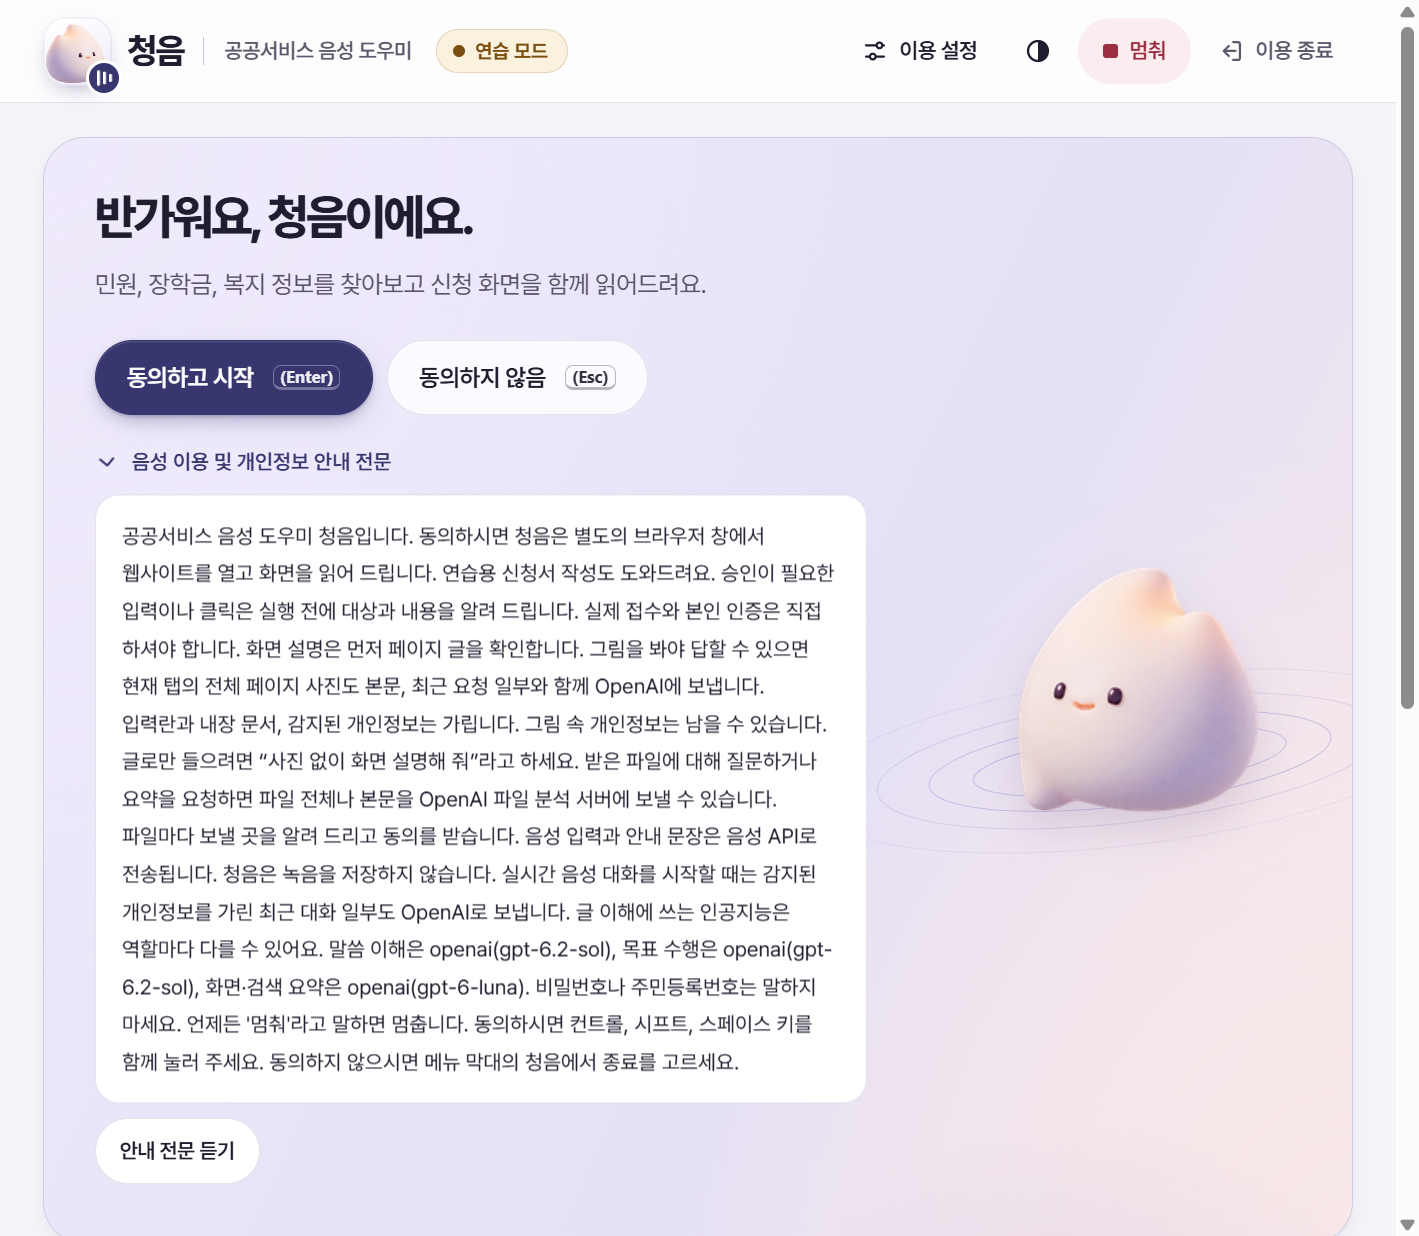 청음
공공서비스 음성 도우미
연습 모드
이용 설정
멈춰
이용 종료
반가워요, 청음이에요.
민원, 장학금, 복지 정보를 찾아보고 신청 화면을 함께 읽어드려요.
동의하고 시작 (Enter)
동의하지 않음 (Esc)
음성 이용 및 개인정보 안내 전문
공공서비스 음성 도우미 청음입니다. 동의하시면 청음은 별도의 브라우저 창에서
웹사이트를 열고 화면을 읽어 드립니다. 연습용 신청서 작성도 도와드려요. 승인이 필요한
입력이나 클릭은 실행 전에 대상과 내용을 알려 드립니다. 실제 접수와 본인 인증은 직접
하셔야 합니다. 화면 설명은 먼저 페이지 글을 확인합니다. 그림을 봐야 답할 수 있으면
현재 탭의 전체 페이지 사진도 본문, 최근 요청 일부와 함께 OpenAI에 보냅니다.
입력란과 내장 문서, 감지된 개인정보는 가립니다. 그림 속 개인정보는 남을 수 있습니다.
글로만 들으려면 “사진 없이 화면 설명해 줘”라고 하세요. 받은 파일에 대해 질문하거나
요약을 요청하면 파일 전체나 본문을 OpenAI 파일 분석 서버에 보낼 수 있습니다.
파일마다 보낼 곳을 알려 드리고 동의를 받습니다. 음성 입력과 안내 문장은 음성 API로
전송됩니다. 청음은 녹음을 저장하지 않습니다. 실시간 음성 대화를 시작할 때는 감지된
개인정보를 가린 최근 대화 일부도 OpenAI로 보냅니다. 글 이해에 쓰는 인공지능은
역할마다 다를 수 있어요. 말씀 이해은 openai(gpt-6.2-sol), 목표 수행은 openai(gpt-
6.2-sol), 화면·검색 요약은 openai(gpt-6-luna). 비밀번호나 주민등록번호는 말하지
마세요. 언제든 '멈춰'라고 말하면 멈춥니다. 동의하시면 컨트롤, 시프트, 스페이스 키를
함께 눌러 주세요. 동의하지 않으시면 메뉴 막대의 청음에서 종료를 고르세요.
안내 전문 듣기